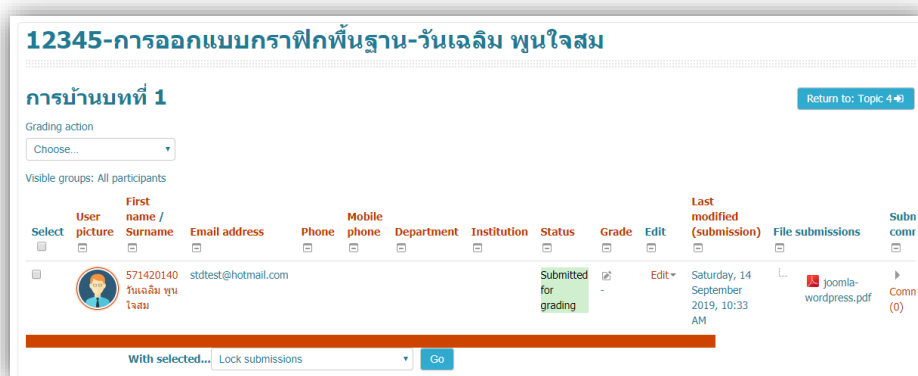 12345-การออกแบบกราฟิกพื้นฐาน-วันเฉลิม พูนใจสม
การบ้านบทที่ 1
Return to: Topic 4
Grading action
Choose...
Visible groups: All participants
Select
User picture
First name / Surname
Email address
Phone
Mobile phone
Department
Institution
Status
Grade
Edit
Last modified (submission)
File submissions
571420140
วันเฉลิม พูน
ใจสม
stdtest@hotmail.com
Submitted
for
grading
-
Edit
Saturday, 14
September
2019, 10:33
AM
joomla-
wordpress.pdf
(0)
With selected...
Lock submissions
Go